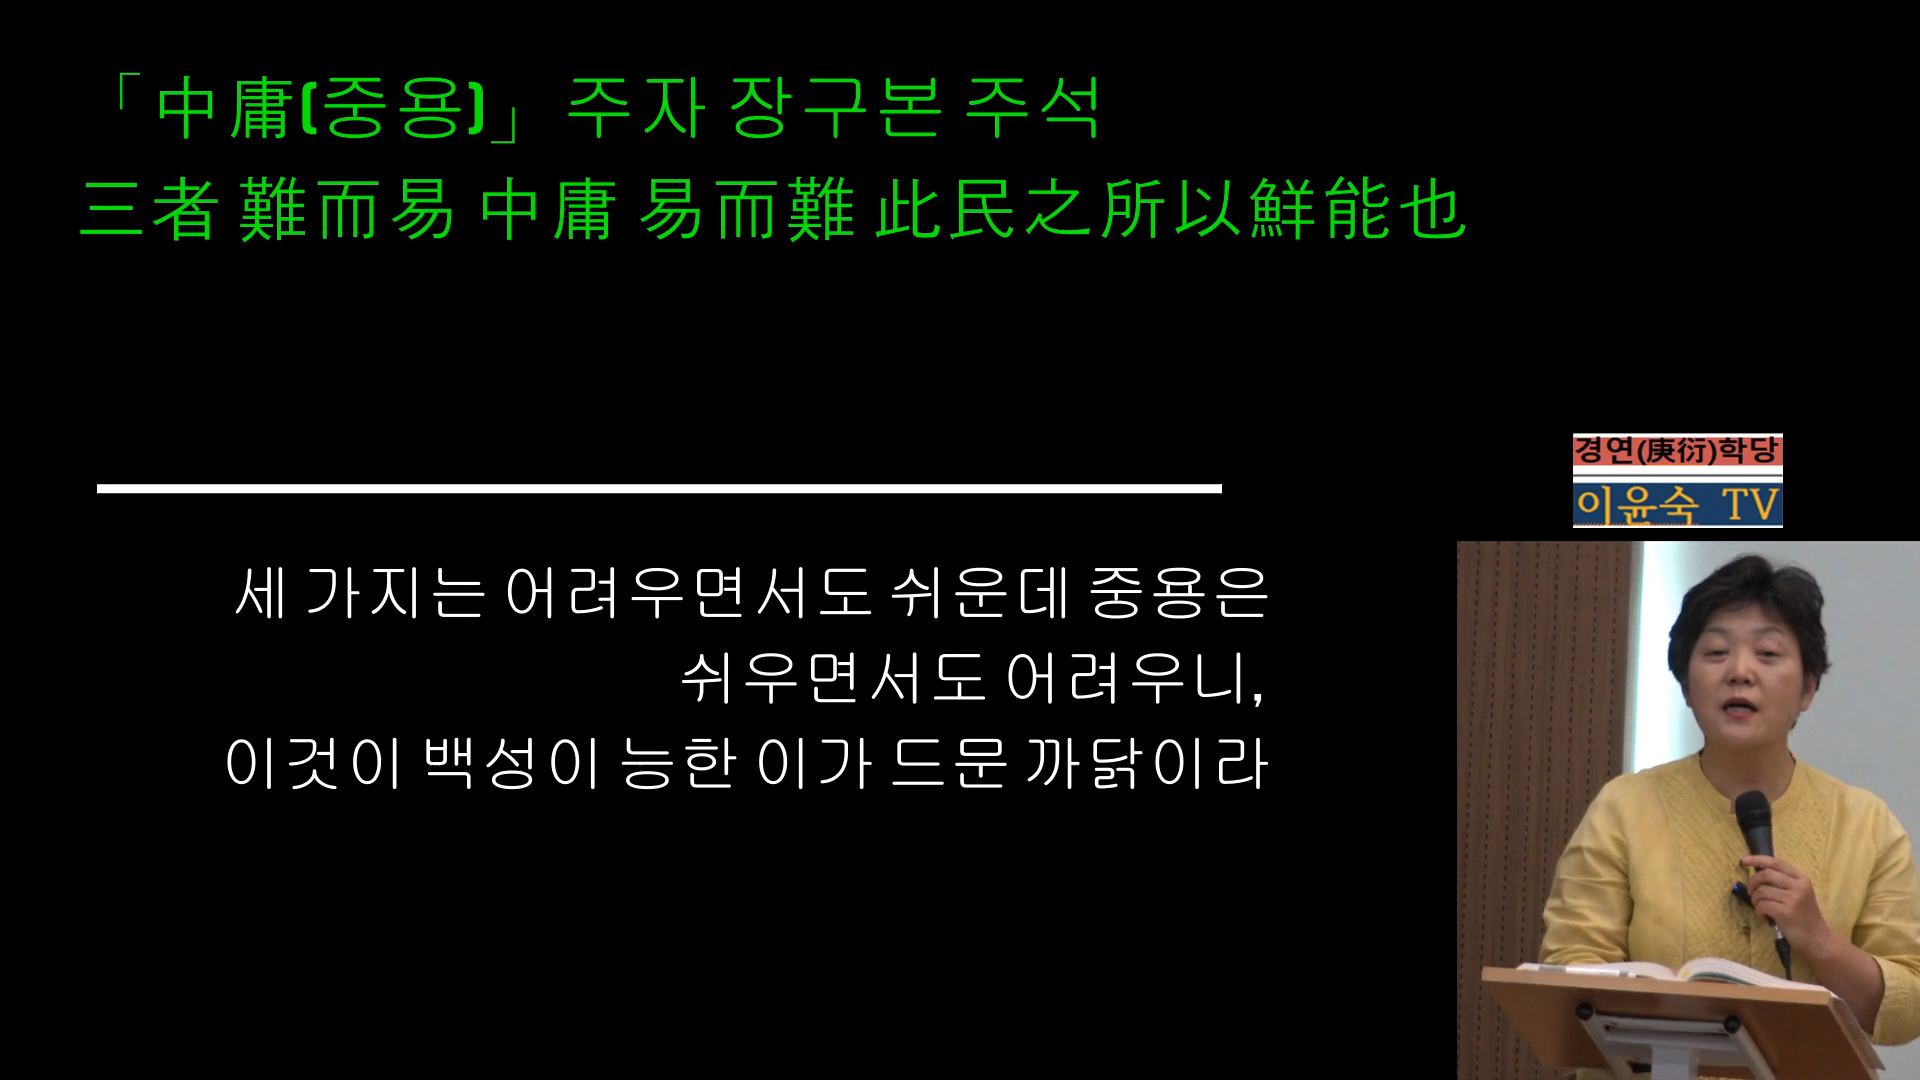 「中庸(중용)」 주자 장구본 주석
三者 難而易 中庸 易而難 此民之所以鮮能也
경연(庚衍)학당
이윤숙 TV
세 가지는 어려우면서도 쉬운데 중용은
쉬우면서도 어려우니,
이것이 백성이 능한 이가 드문 까닭이라